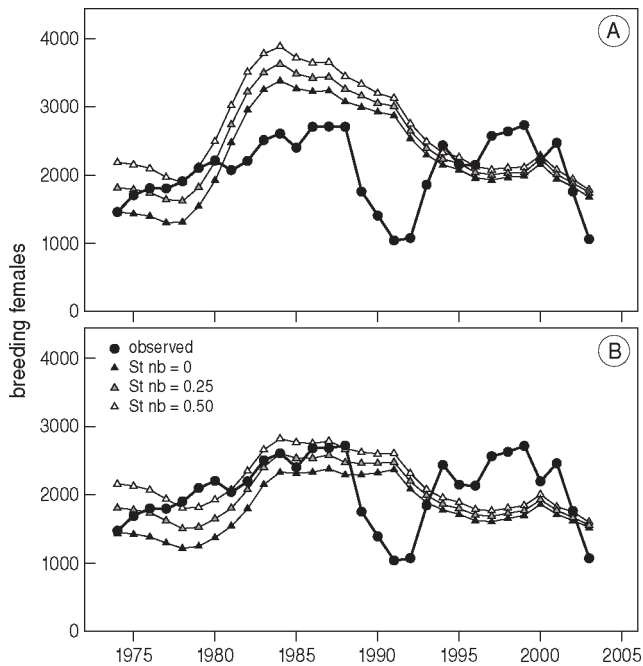 A
4000
3000
2000
1000
0
breeding females
B
4000
3000
2000
1000
0
observed
St nb = 0
St nb = 0.25
St nb = 0.50
1975 1980 1985 1990 1995 2000 2005